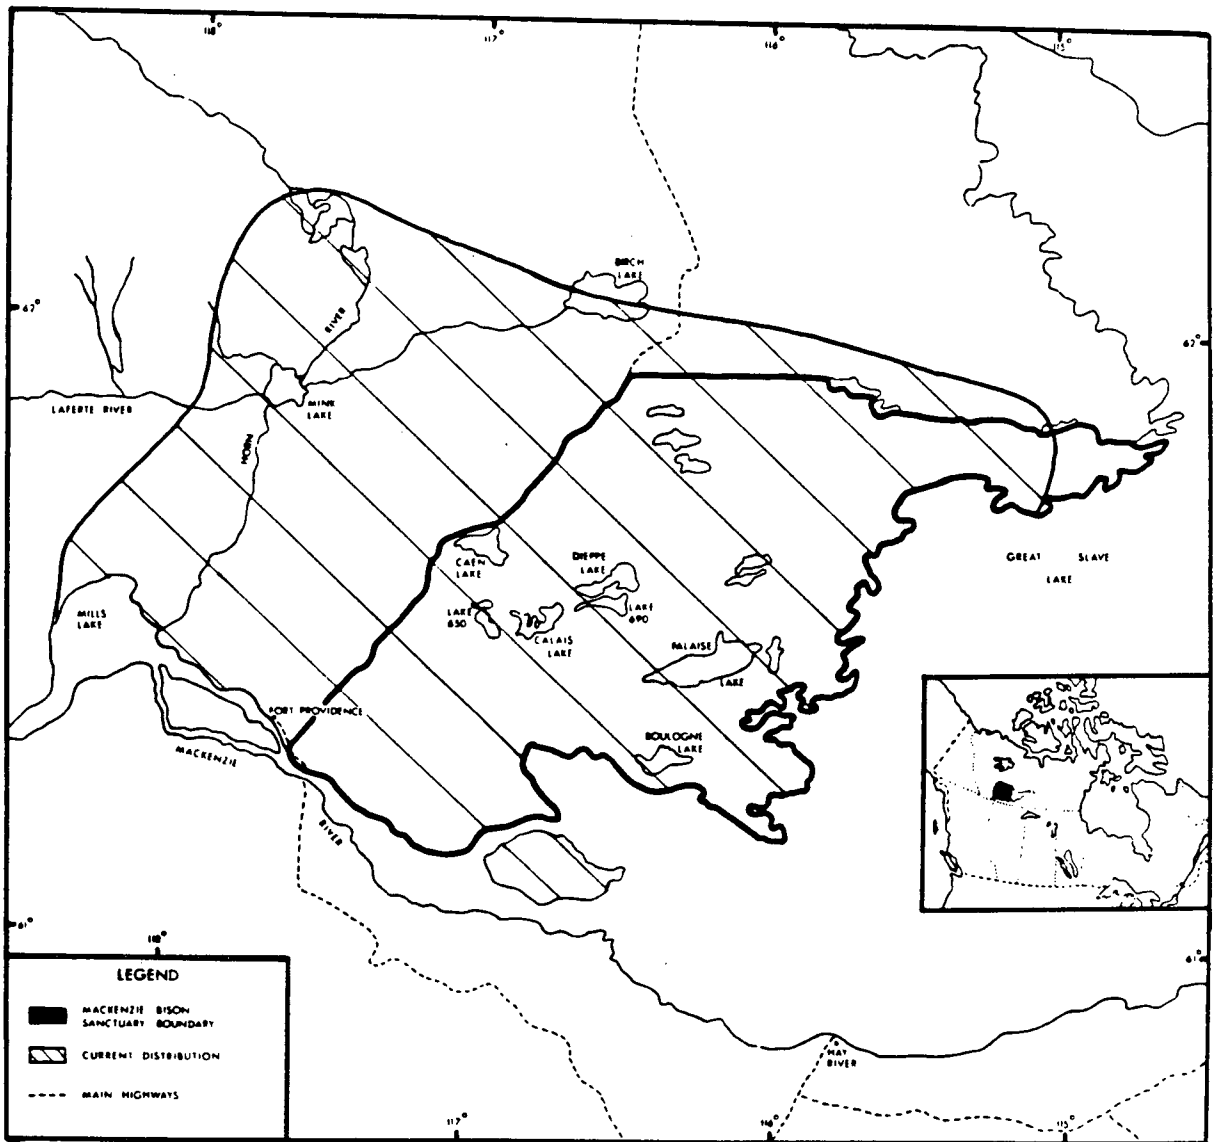 118°
117°
116°
115°
BIRCH
LAKE
62°
62°
RIVER
LAFERTE RIVER
MINK
LAKE
HORN
CAEN
LAKE
DIEPPE
LAKE
GREAT SLAVE
LAKE
MILLS
LAKE
LAKE
650
LAKE
690
CALAIS
LAKE
FALAISE
LAKE
FORT PROVIDENCE
BOULOGNE
LAKE
MACKENZIE
RIVER
61°
118°
61°
LEGEND
MACKENZIE BISON
SANCTUARY BOUNDARY
CURRENT DISTRIBUTION
MAIN HIGHWAYS
HAY
RIVER
117°
116°
115°